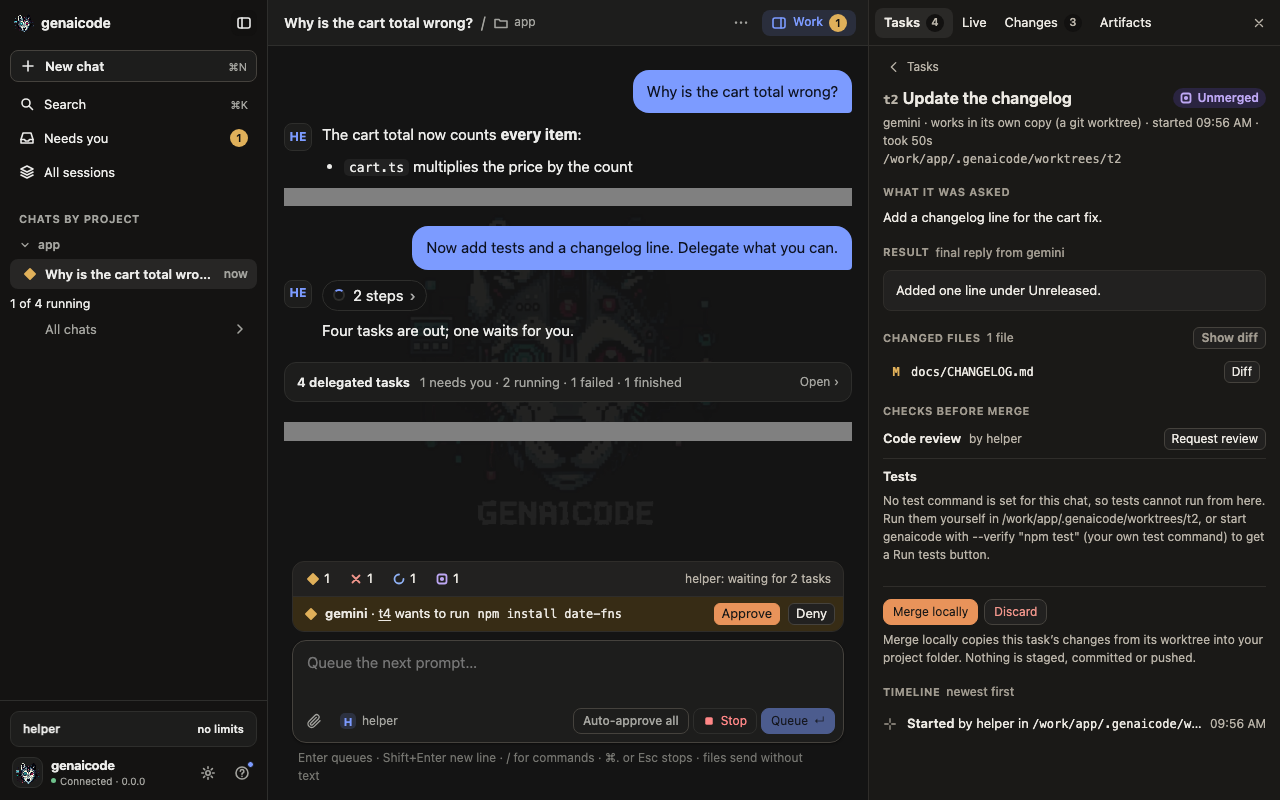 genaicode
New chat ⌘N
Search ⌘K
Needs you 1
All sessions
CHATS BY PROJECT
app
Why is the cart total wro... now
1 of 4 running
All chats
helper no limits
genaicode
Connected · 0.0.0
Why is the cart total wrong? / app
··· Work 1
Why is the cart total wrong?
HE The cart total now counts every item:
• cart.ts multiplies the price by the count
Now add tests and a changelog line. Delegate what you can.
HE 2 steps ›
Four tasks are out; one waits for you.
4 delegated tasks 1 needs you · 2 running · 1 failed · 1 finished Open ›
GENAICODE
1 1 1 1 helper: waiting for 2 tasks
gemini · t4 wants to run npm install date-fns Approve Deny
Queue the next prompt...
H helper Auto-approve all Stop Queue ↵
Enter queues · Shift+Enter new line · / for commands · ⌘. or Esc stops · files send without
text
Tasks 4 Live Changes 3 Artifacts
Tasks
t2 Update the changelog Unmerged
gemini · works in its own copy (a git worktree) · started 09:56 AM ·
took 50s
/work/app/.genaicode/worktrees/t2
WHAT IT WAS ASKED
Add a changelog line for the cart fix.
RESULT final reply from gemini
Added one line under Unreleased.
CHANGED FILES 1 file Show diff
M docs/CHANGELOG.md Diff
CHECKS BEFORE MERGE
Code review by helper Request review
Tests
No test command is set for this chat, so tests cannot run from here.
Run them yourself in /work/app/.genaicode/worktrees/t2, or start
genaicode with --verify "npm test" (your own test command) to get
a Run tests button.
Merge locally Discard
Merge locally copies this task’s changes from its worktree into your
project folder. Nothing is staged, committed or pushed.
TIMELINE newest first
Started by helper in /work/app/.genaicode/w... 09:56 AM